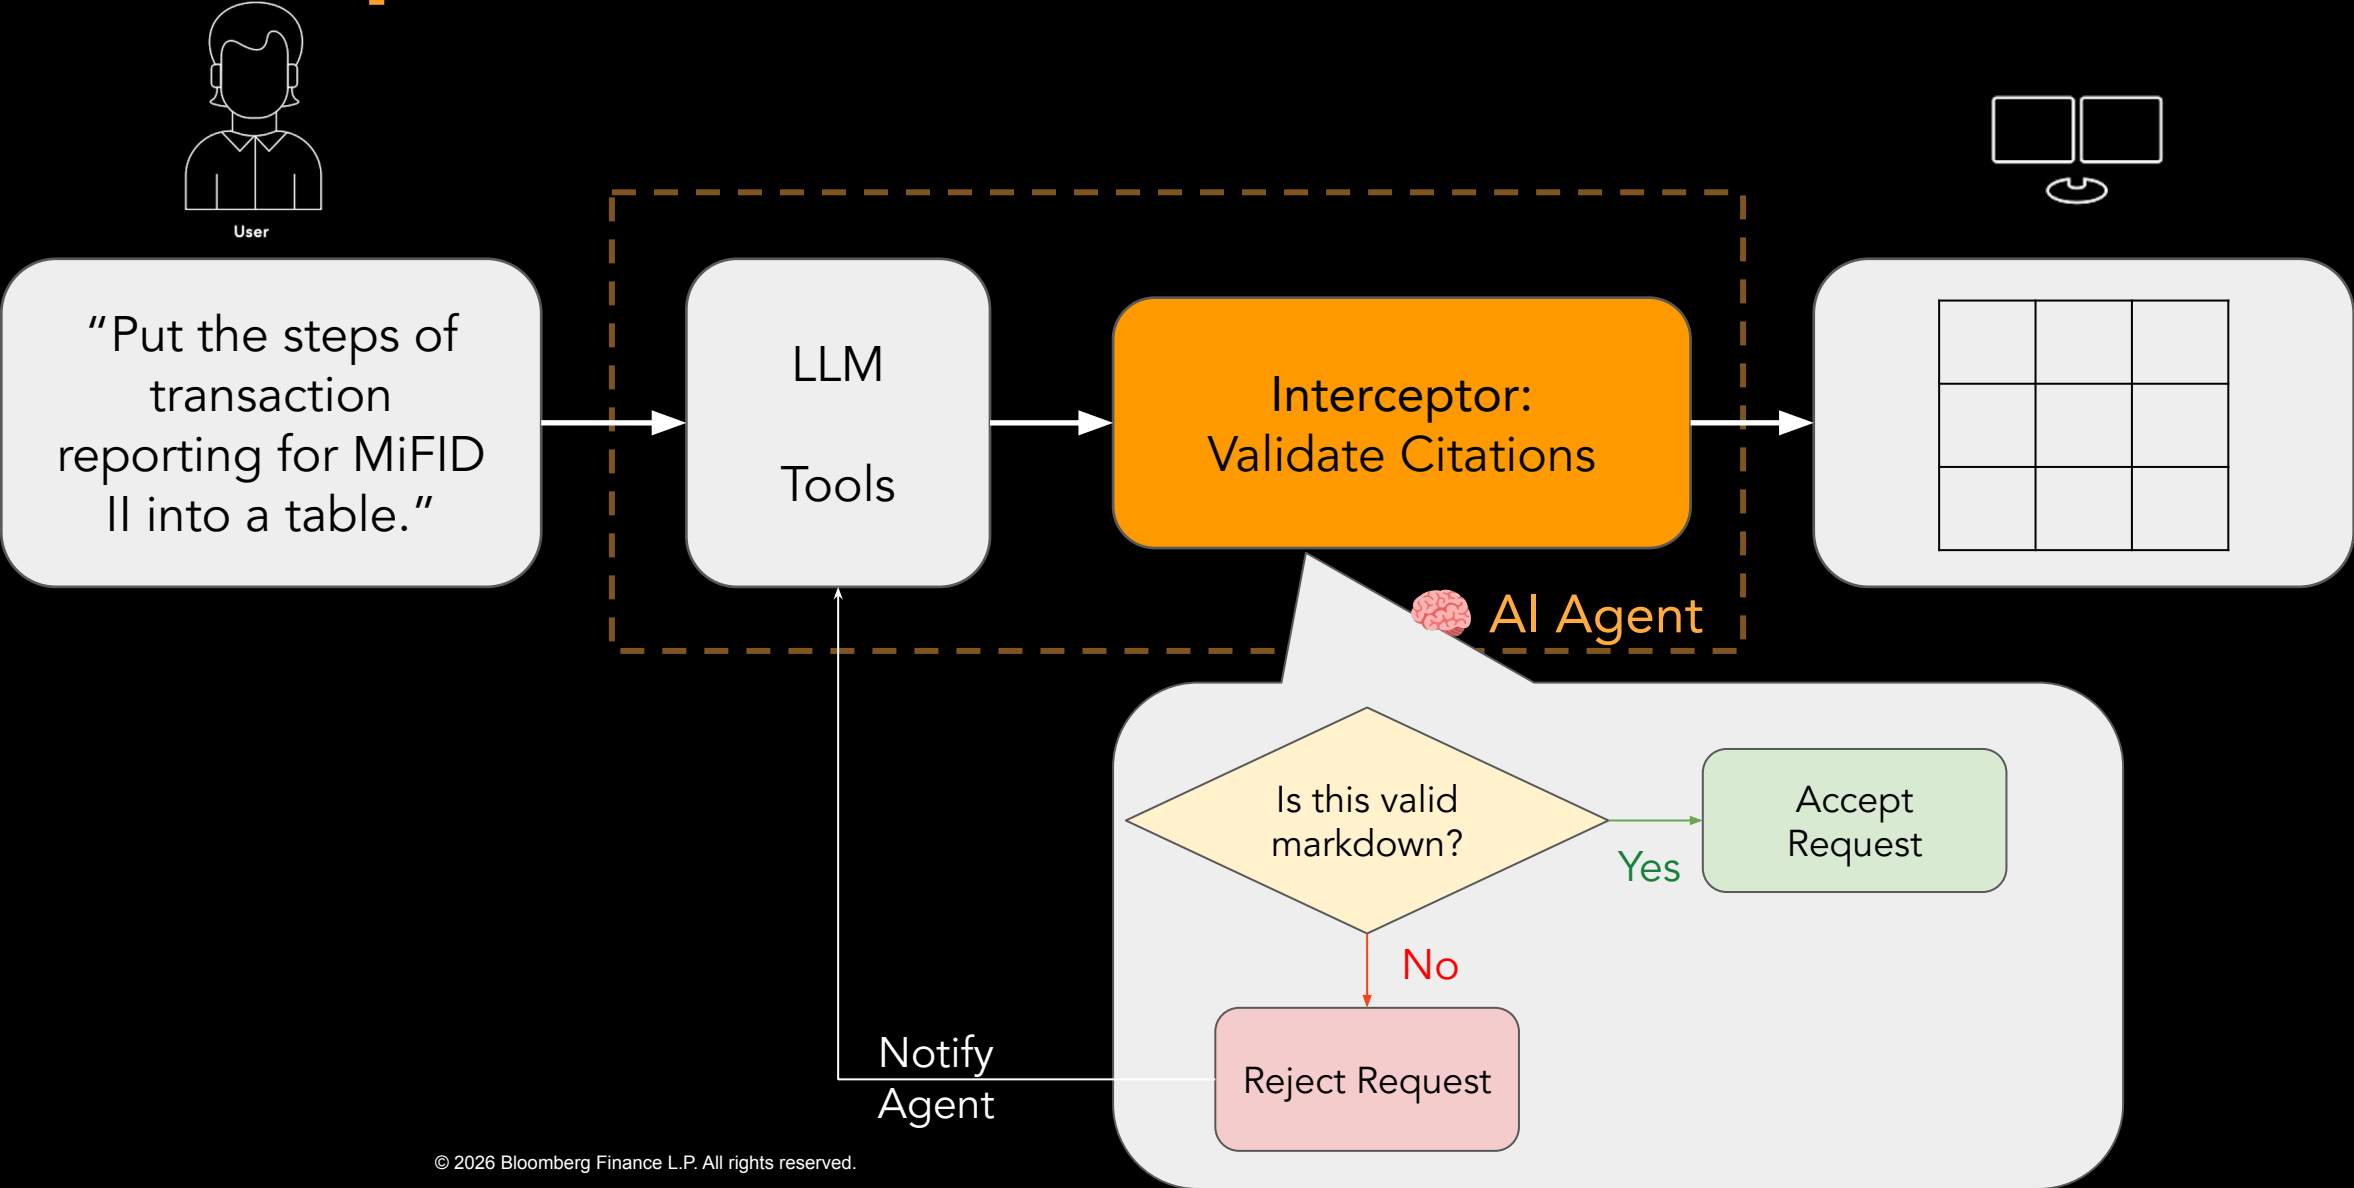 User
“Put the steps of
transaction
reporting for MiFID
II into a table.”
LLM
Tools
Interceptor:
Validate Citations
AI Agent
Is this valid
markdown?
Yes
Accept
Request
No
Reject Request
Notify
Agent
© 2026 Bloomberg Finance L.P. All rights reserved.